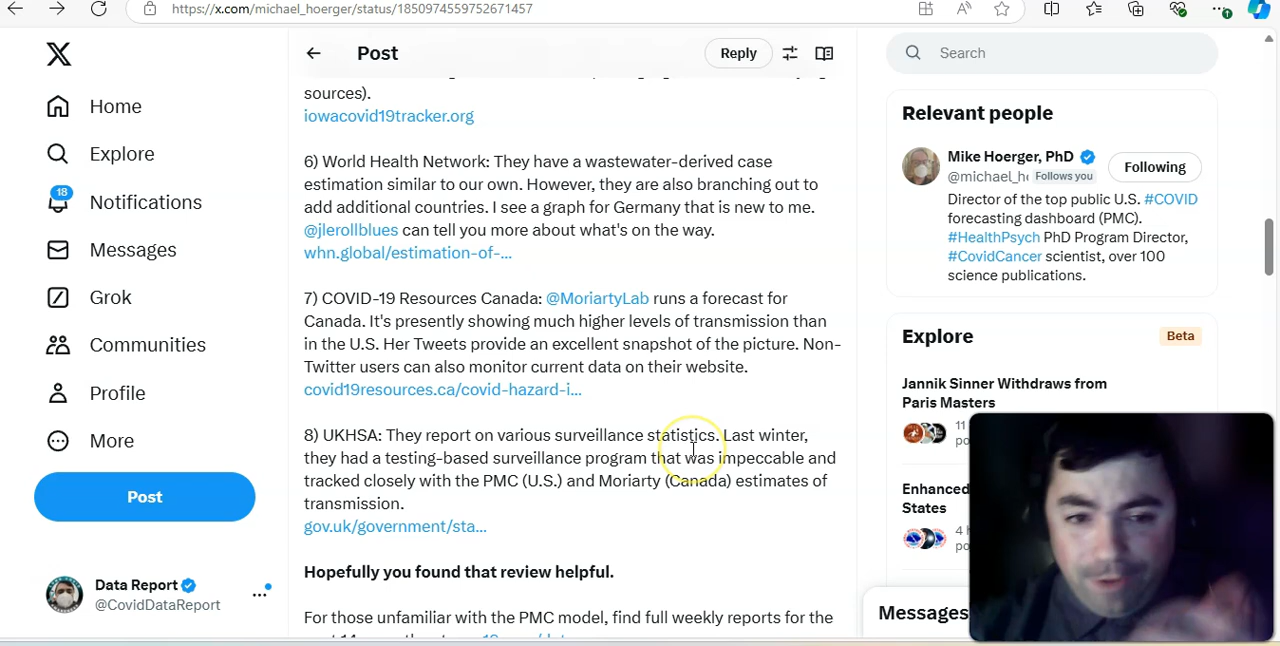 https://x.com/michael_hoerger/status/1850974559752671457
Home
Explore
18
Notifications
Messages
Grok
Communities
Profile
More
Post
Data Report
@CovidDataReport
Post
Reply
sources).
iowacovid19tracker.org
6) World Health Network: They have a wastewater-derived case
estimation similar to our own. However, they are also branching out to
add additional countries. I see a graph for Germany that is new to me.
@jlerollblues can tell you more about what's on the way.
whn.global/estimation-of-...
7) COVID-19 Resources Canada: @MoriartyLab runs a forecast for
Canada. It's presently showing much higher levels of transmission than
in the U.S. Her Tweets provide an excellent snapshot of the picture. Non-
Twitter users can also monitor current data on their website.
covid19resources.ca/covid-hazard-i...
8) UKHSA: They report on various surveillance statistics. Last winter,
they had a testing-based surveillance program that was impeccable and
tracked closely with the PMC (U.S.) and Moriarty (Canada) estimates of
transmission.
gov.uk/government/sta...
Hopefully you found that review helpful.
For those unfamiliar with the PMC model, find full weekly reports for the
Search
Relevant people
Mike Hoerger, PhD
@michael_h
Follows you
Following
Director of the top public U.S. #COVID
forecasting dashboard (PMC).
#HealthPsych PhD Program Director,
#CovidCancer scientist, over 100
science publications.
Explore
Beta
Jannik Sinner Withdraws from
Paris Masters
11
po
Enhanced
States
4 h
po
Messages